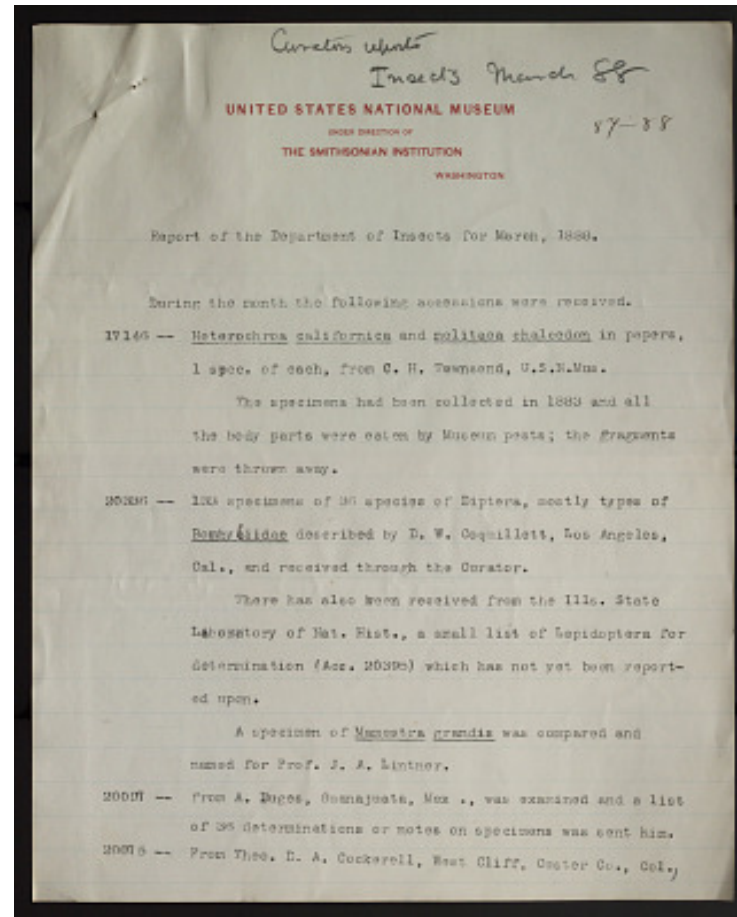 Curators reports
Insects March 88
87-88
UNITED STATES NATIONAL MUSEUM
UNDER DIRECTION OF
THE SMITHSONIAN INSTITUTION
WASHINGTON
Report of the Department of Insects for March, 1888.
During the month the following accessions were received.
17146 -- Heterochroa californica and melitaea chalcedon in papers,
1 spec. of each, from C. H. Townsend, U.S.N.Mus.
The specimens had been collected in 1883 and all
the body parts were eaten by Museum pests; the fragments
were thrown away.
-- specimens of 36 species of Diptera, mostly types of
described by D. W. Coquillett, Los Angeles,
Cal., and received through the Curator.
There has also been received from the Ills. State
Laboratory of Nat. Hist., a small list of Lepidoptera for
determination (Acc. 20395) which has not yet been report-
ed upon.
A specimen of Mamestra grandis was compared and
named for Prof. J. A. Lintner.
-- From A. Duges, Guanajuata, Mex ., was examined and a list
of 36 determinations or notes on specimens was sent him.
-- From Theo. D. A. Cockerell, West Cliff, Custer Co., Col.,